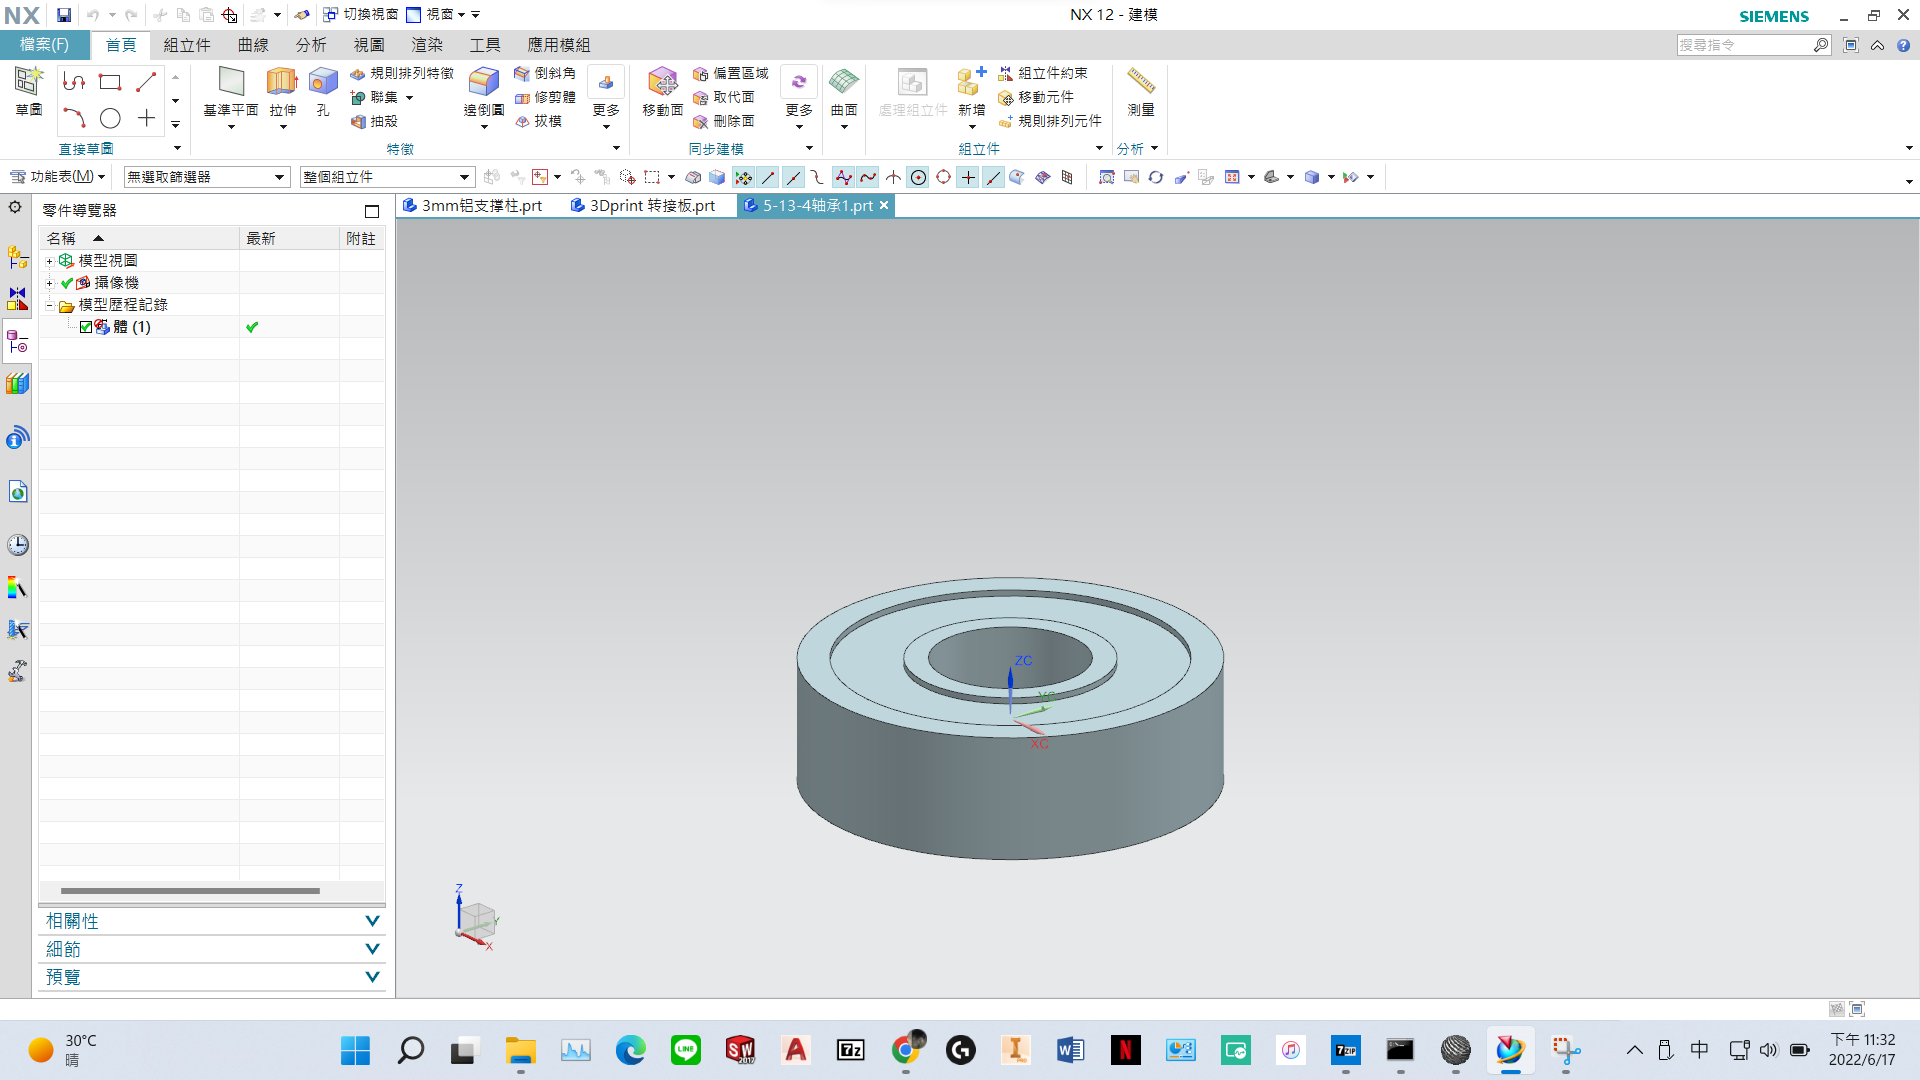 NX
切換視窗
視窗
NX 12 - 建模
SIEMENS
檔案(F)
首頁
組立件
曲線
分析
視圖
渲染
工具
應用模組
搜尋指令
草圖
直接草圖
基準平面
拉伸
孔
規則排列特徵
聯集
抽殼
邊倒圓
倒斜角
修剪體
拔模
更多
特徵
移動面
偏置區域
取代面
刪除面
更多
同步建模
曲面
處理組立件
新增
組立件約束
移動元件
規則排列元件
組立件
測量
分析
功能表(M)
無選取篩選器
整個組立件
零件導覽器
3mm铝支撑柱.prt
3Dprint 转接板.prt
5-13-4轴承1.prt
名稱
最新
附註
模型視圖
攝像機
模型歷程記錄
體 (1)
ZC
YC
XC
Z
Y
X
相關性
細節
預覽
30°C
晴
LINE
SW
2017
7z
I
PRO
W
N
7ZIP
中
下午 11:32
2022/6/17